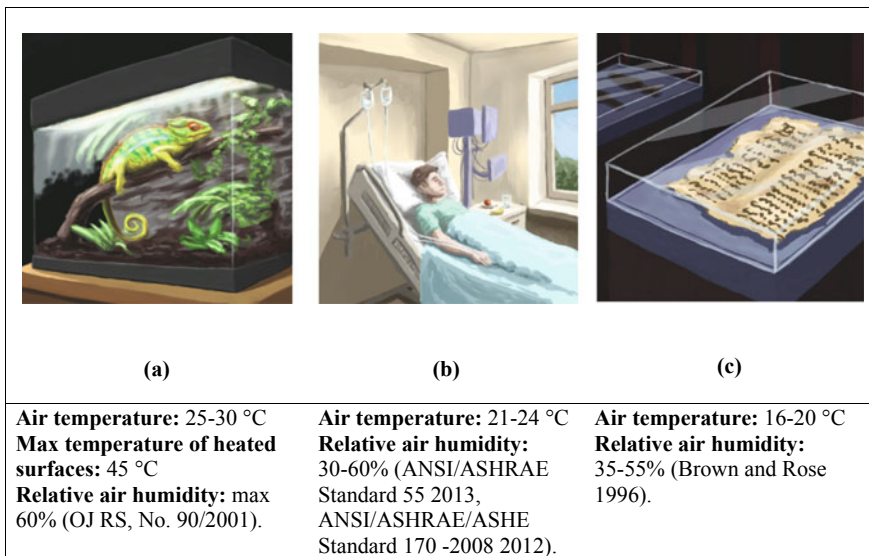 (a)
(b)
(c)
Air temperature: 25-30 °C
Max temperature of heated
surfaces: 45 °C
Relative air humidity: max
60% (OJ RS, No. 90/2001).
Air temperature: 21-24 °C
Relative air humidity:
30-60% (ANSI/ASHRAE
Standard 55 2013,
ANSI/ASHRAE/ASHE
Standard 170 -2008 2012).
Air temperature: 16-20 °C
Relative air humidity:
35-55% (Brown and Rose
1996).